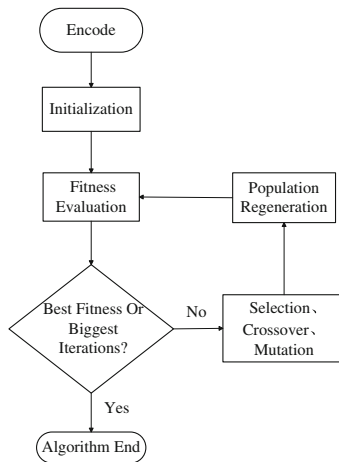 Encode
Initialization
Fitness
Evaluation
Population
Regeneration
Best Fitness Or
Biggest
Iterations?
No
Selection、
Crossover、
Mutation
Yes
Algorithm End